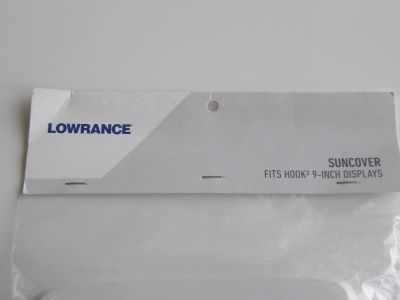 LOWRANCE
SUNCOVER
FITS HOOK² 9-INCH DISPLAYS